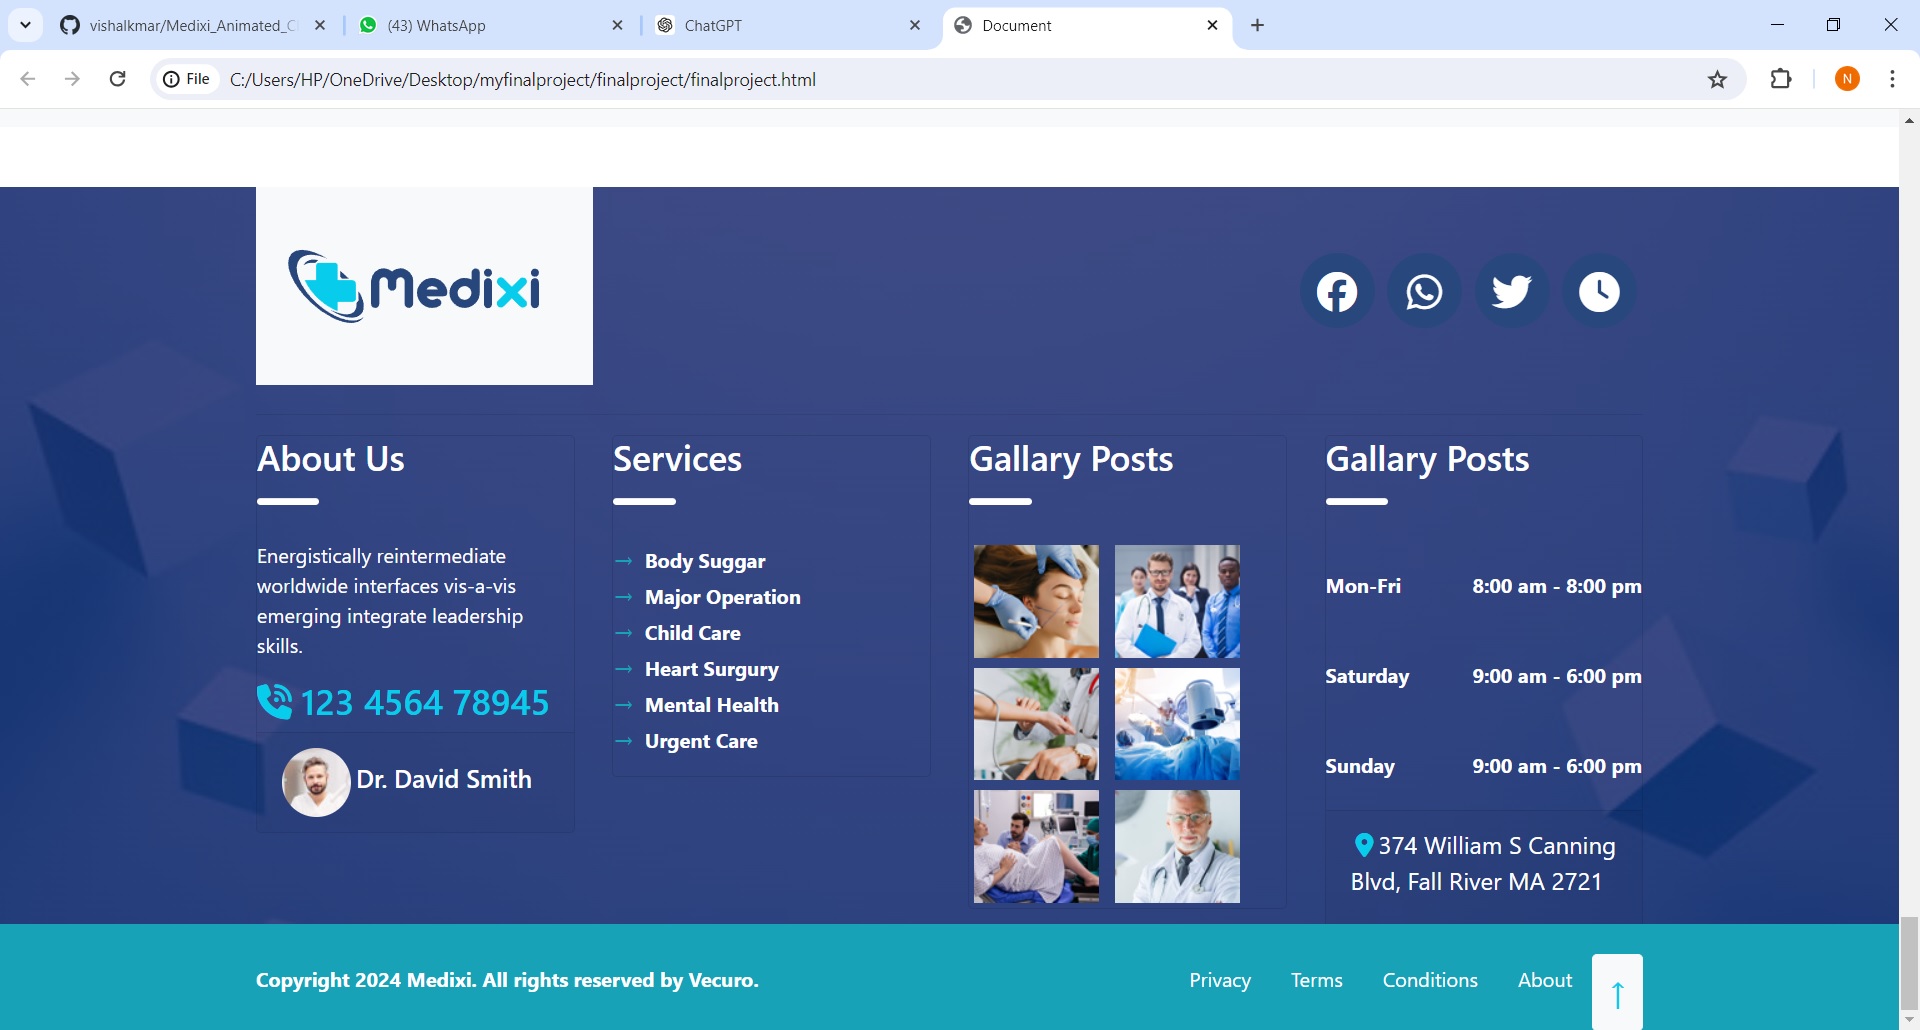 vishalkmar/Medixi_Animated_C
(43) WhatsApp
ChatGPT
Document
File
C:/Users/HP/OneDrive/Desktop/myfinalproject/finalproject/finalproject.html
N
Medixi
About Us
Energistically reintermediate
worldwide interfaces vis-a-vis
emerging integrate leadership
skills.
123 4564 78945
Dr. David Smith
Services
→ Body Suggar
→ Major Operation
→ Child Care
→ Heart Surgury
→ Mental Health
→ Urgent Care
Gallary Posts
Gallary Posts
Mon-Fri 8:00 am - 8:00 pm
Saturday 9:00 am - 6:00 pm
Sunday 9:00 am - 6:00 pm
374 William S Canning
Blvd, Fall River MA 2721
Copyright 2024 Medixi. All rights reserved by Vecuro.
Privacy Terms Conditions About
↑